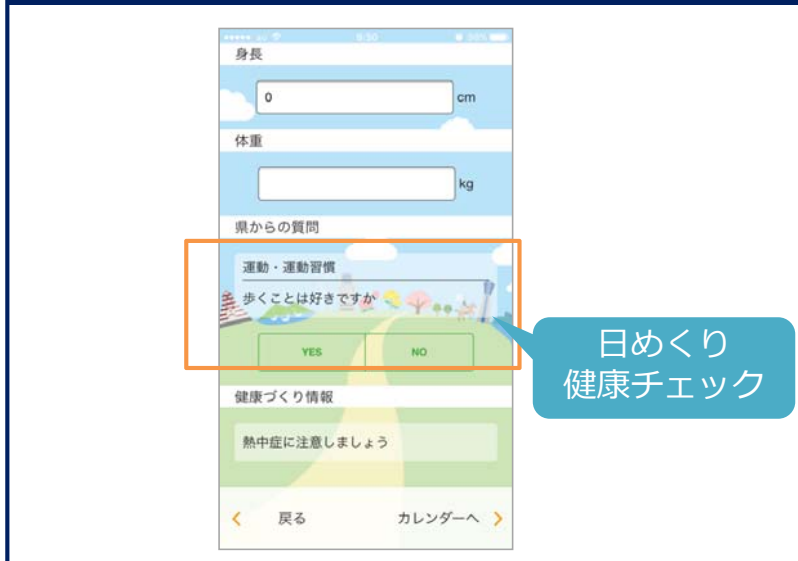 au 9:30
身長
0 cm
体重
kg
県からの質問
運動・運動習慣
歩くことは好きですか
YES NO
日めくり
健康チェック
健康づくり情報
熱中症に注意しましょう
戻る カレンダーへ